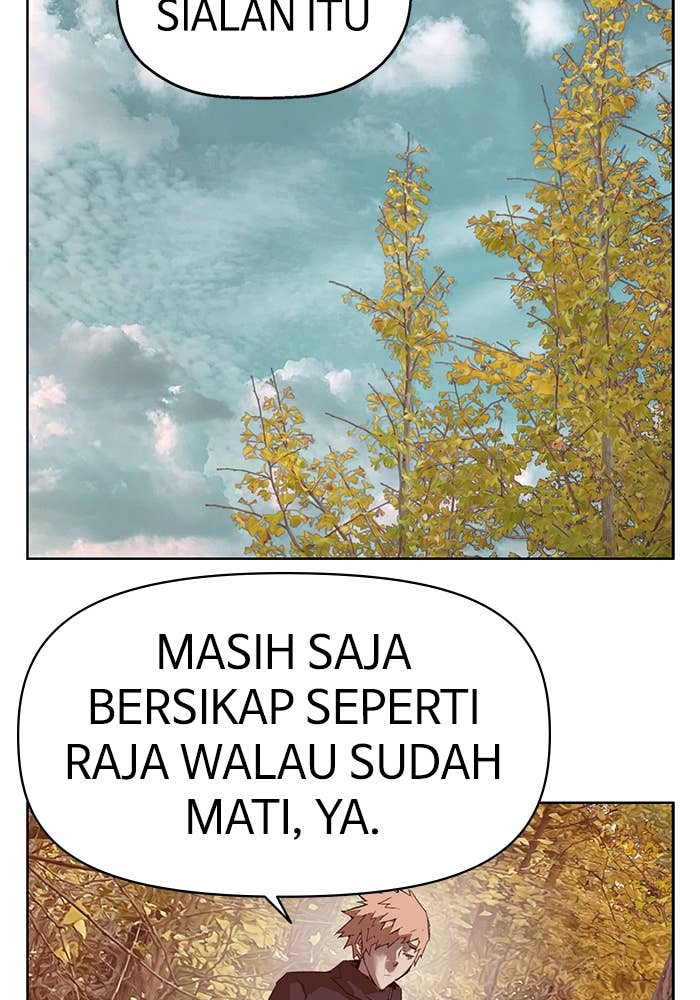 SIALAN ITU
MASIH SAJA
BERSIKAP SEPERTI
RAJA WALAU SUDAH
MATI, YA.